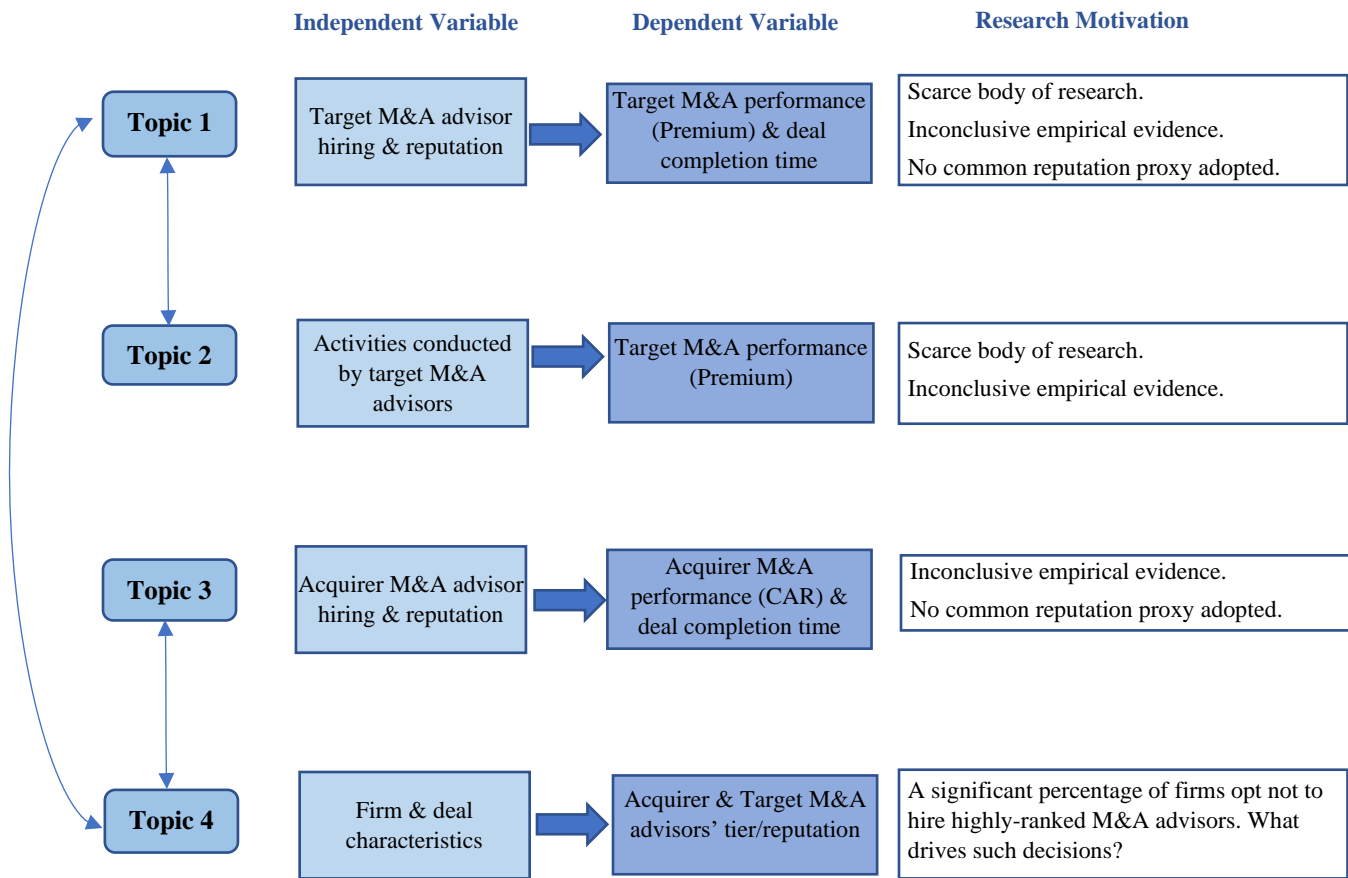 Independent Variable
Dependent Variable
Research Motivation
Topic 1
Target M&A advisor
hiring & reputation
Target M&A performance
(Premium) & deal
completion time
Scarce body of research.
Inconclusive empirical evidence.
No common reputation proxy adopted.
Topic 2
Activities conducted
by target M&A
advisors
Target M&A performance
(Premium)
Scarce body of research.
Inconclusive empirical evidence.
Topic 3
Acquirer M&A advisor
hiring & reputation
Acquirer M&A
performance (CAR) &
deal completion time
Inconclusive empirical evidence.
No common reputation proxy adopted.
Topic 4
Firm & deal
characteristics
Acquirer & Target M&A
advisors’ tier/reputation
A significant percentage of firms opt not to
hire highly-ranked M&A advisors. What
drives such decisions?